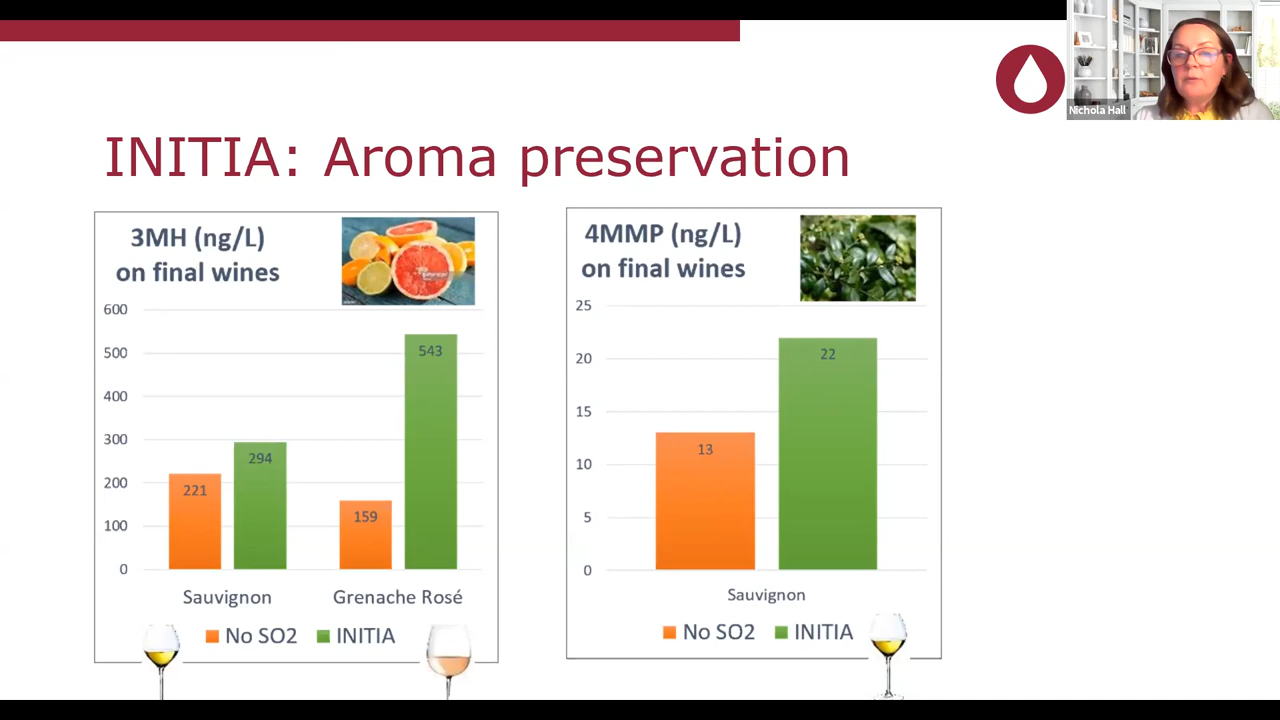 Nichola Hall
INITIA: Aroma preservation
3MH (ng/L)
on final wines
600
500
400
300
200
100
0
221
294
159
543
Sauvignon
Grenache Rosé
No SO2
INITIA
4MMP (ng/L)
on final wines
25
20
15
10
5
0
13
22
Sauvignon
No SO2
INITIA